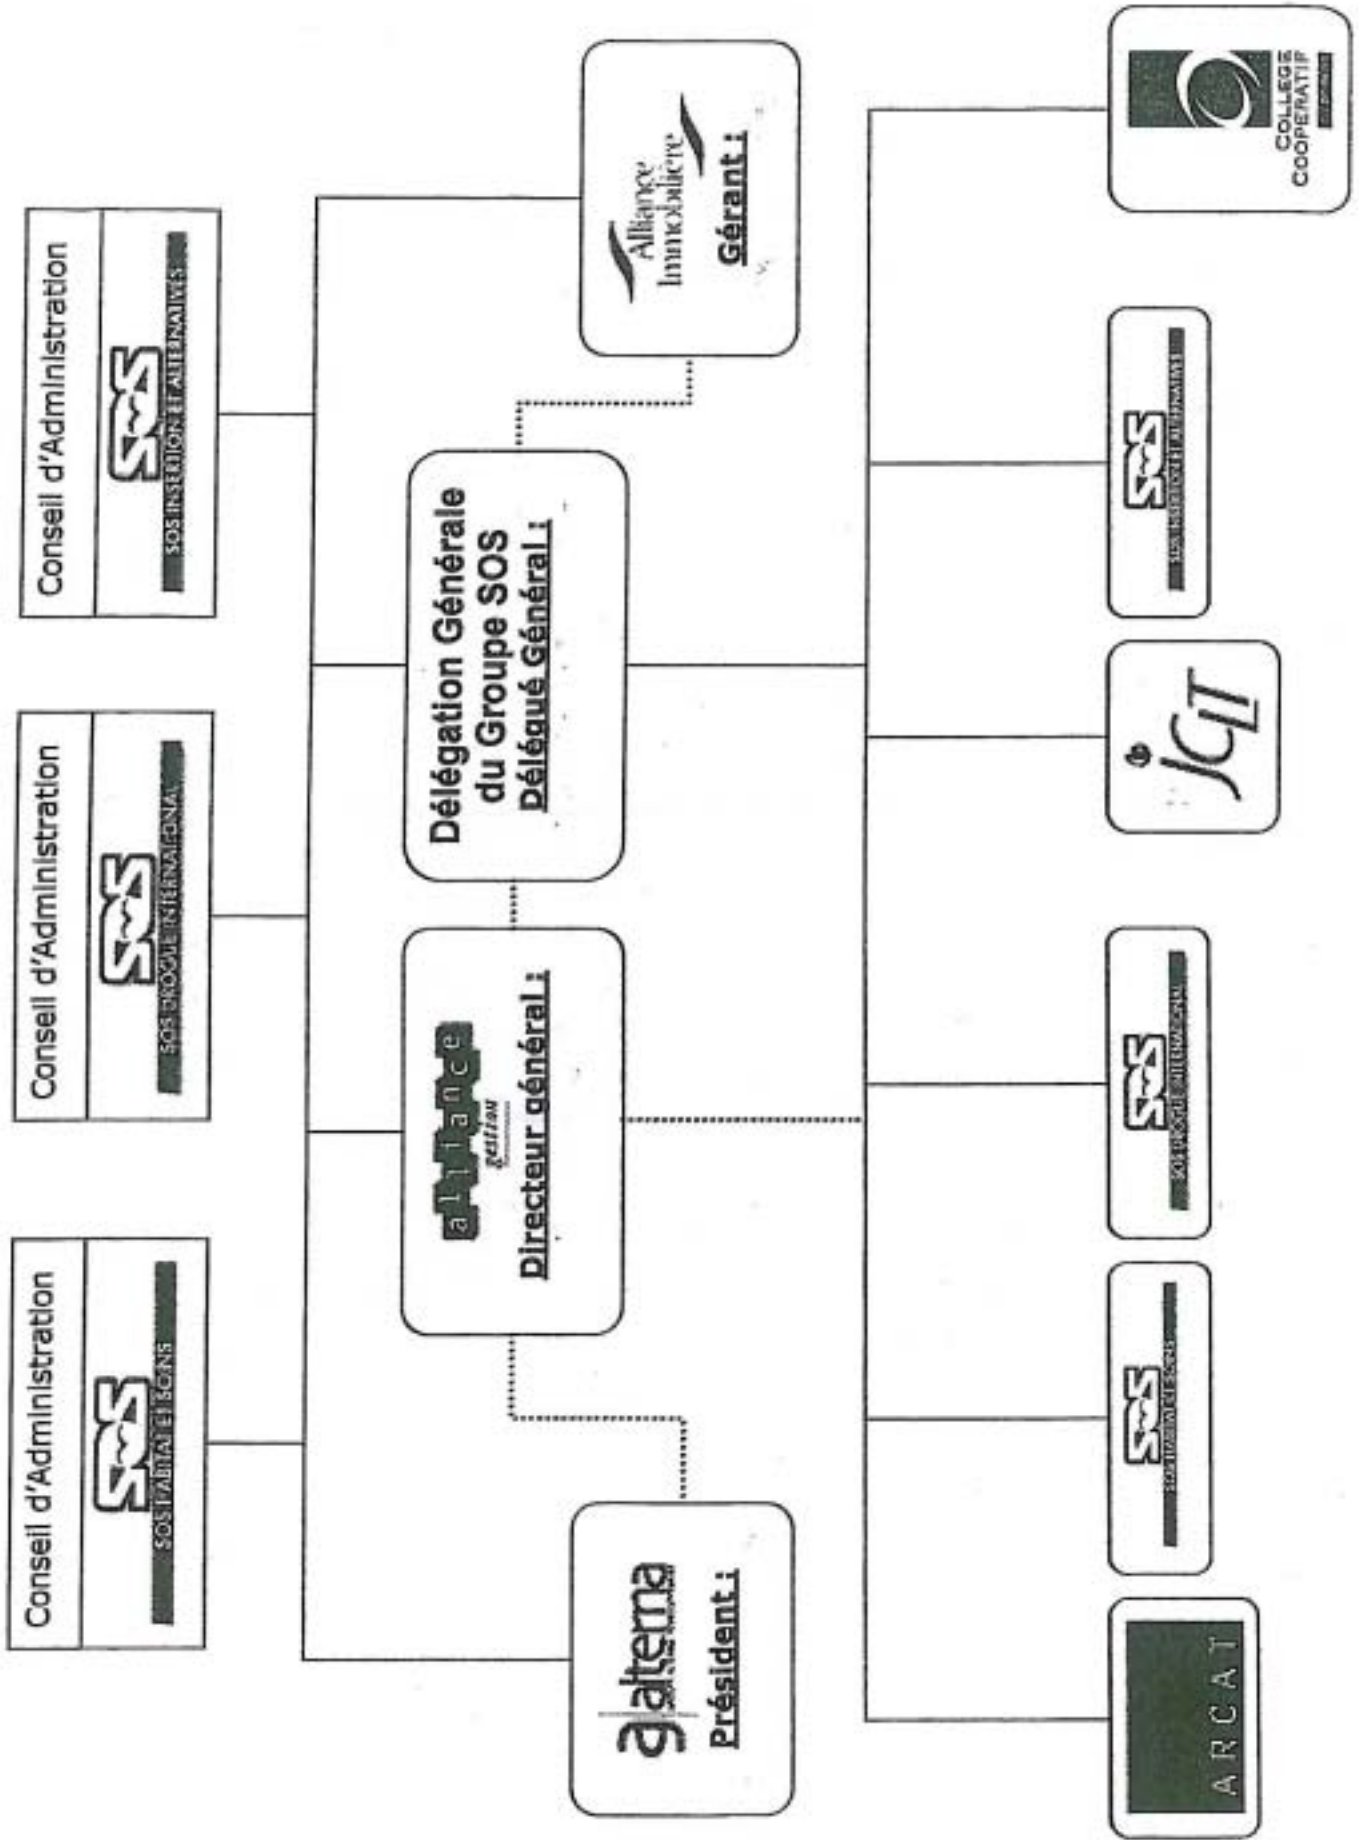 Conseil d'Administration
SOS
SOS HABITAT ET SOINS
Conseil d'Administration
SOS
SOS DROGUE INTERNATIONAL
Conseil d'Administration
SOS
SOS INSERTION ET ALTERNATIVES
galterna
Président :
alliance
gestion
Directeur général :
Délégation Générale
du Groupe SOS
Délégué Général :
Alliance
Immobilière
Gérant :
ARCAT
SOS
SOS HABITAT ET SOINS
SOS
SOS DROGUE INTERNATIONAL
JCLT
SOS
SOS INSERTION ET ALTERNATIVES
COLLEGE
COOPERATIF